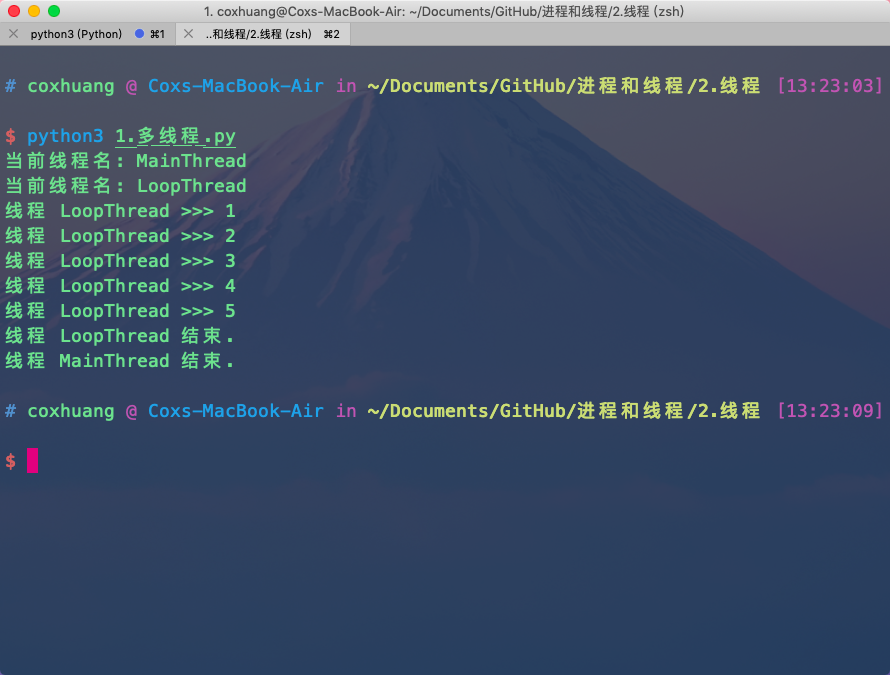 1. coxhuang@Coxs-MacBook-Air: ~/Documents/GitHub/进程和线程/2.线程 (zsh)
python3 (Python) ⌘1 ..和线程/2.线程 (zsh) ⌘2
# coxhuang @ Coxs-MacBook-Air in ~/Documents/GitHub/进程和线程/2.线程 [13:23:03]
$ python3 1.多线程.py
当前线程名: MainThread
当前线程名: LoopThread
线程 LoopThread >>> 1
线程 LoopThread >>> 2
线程 LoopThread >>> 3
线程 LoopThread >>> 4
线程 LoopThread >>> 5
线程 LoopThread 结束.
线程 MainThread 结束.
# coxhuang @ Coxs-MacBook-Air in ~/Documents/GitHub/进程和线程/2.线程 [13:23:09]
$